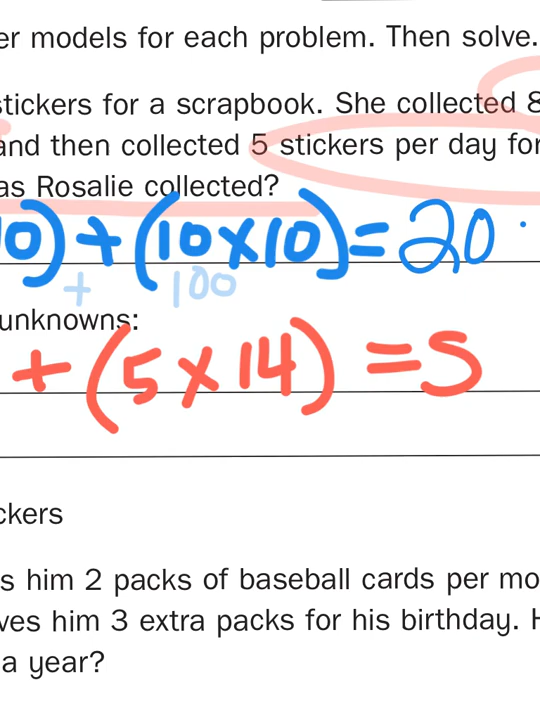 er models for each problem. Then solve.
stickers for a scrapbook. She collected 8
and then collected 5 stickers per day for
as Rosalie collected?
10) + (10x10) = 20 .
+ 100
unknowns:
+ (5 x 14) = S
ckers
s him 2 packs of baseball cards per mo
ves him 3 extra packs for his birthday. H
a year?